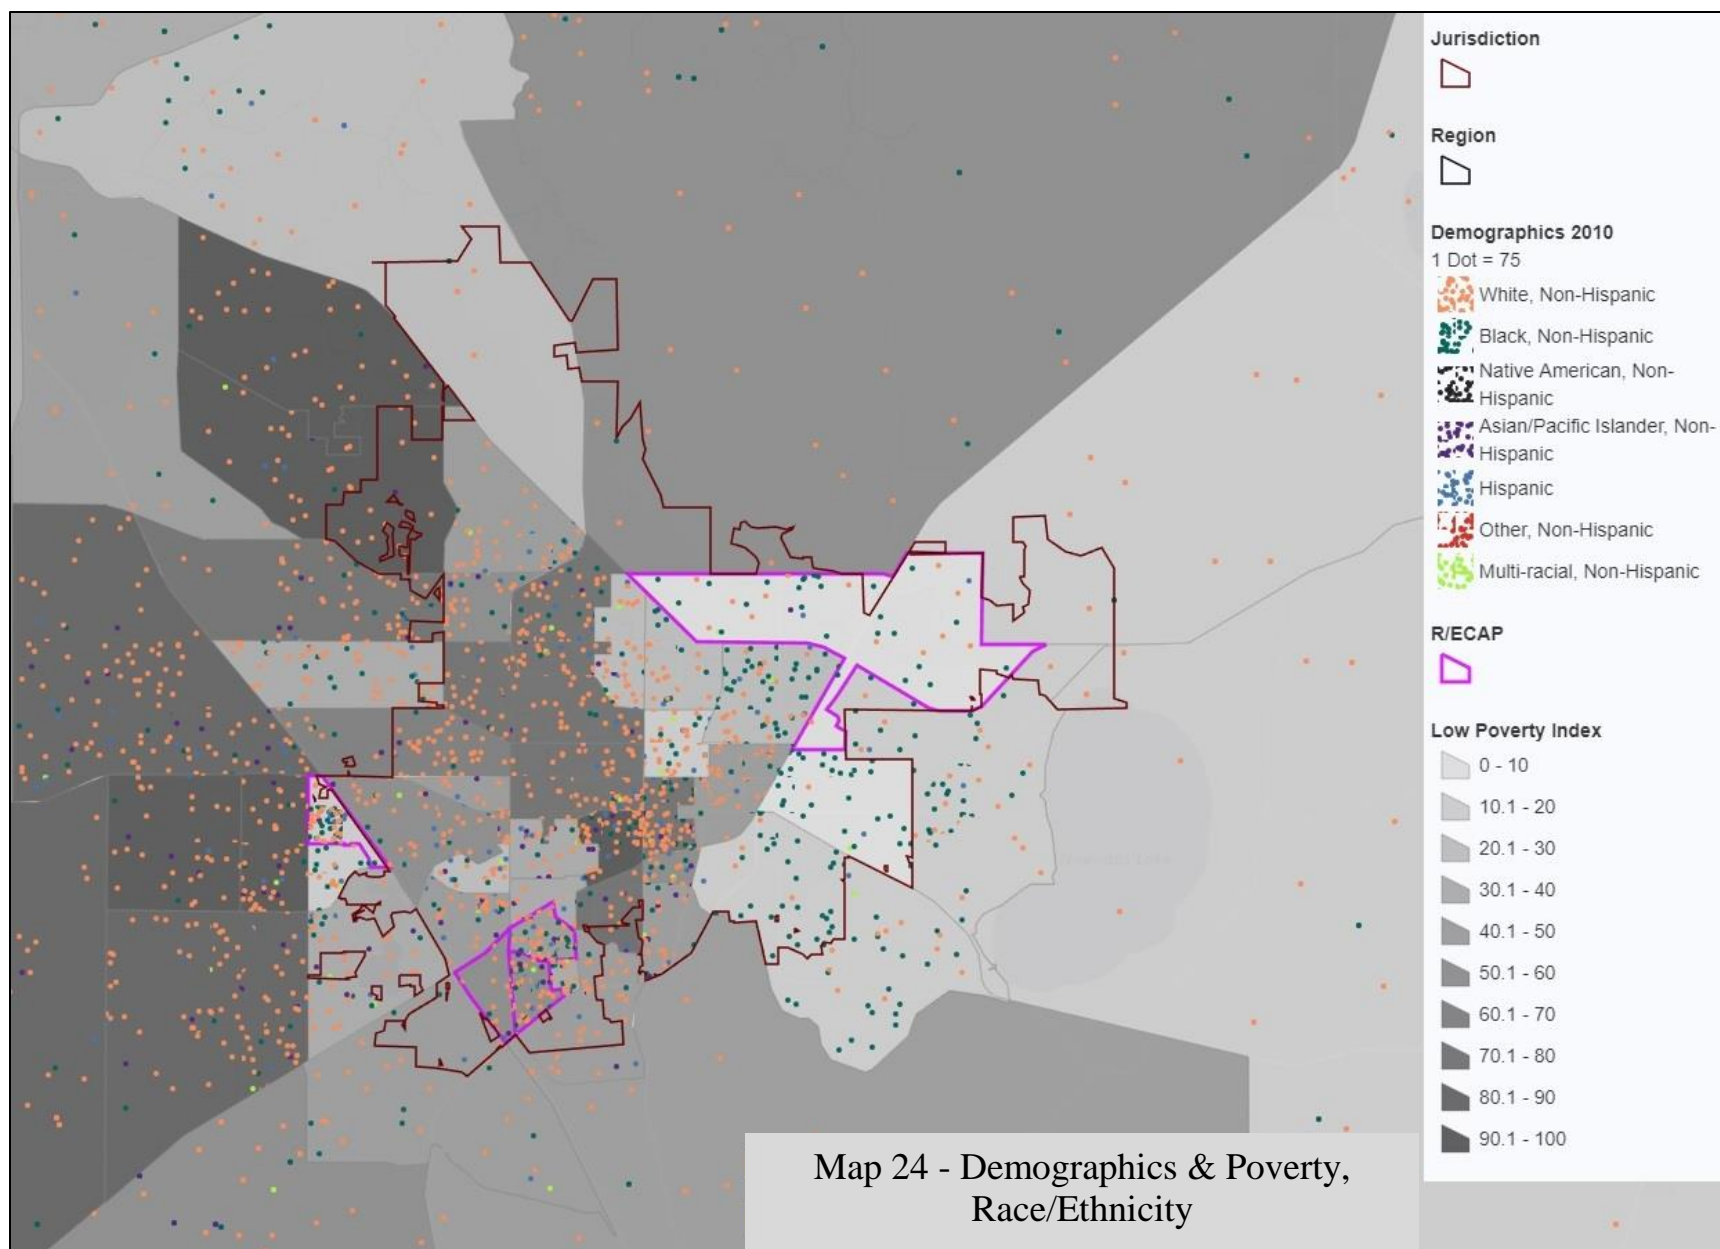 Jurisdiction
Region
Demographics 2010
1 Dot = 75
White, Non-Hispanic
Black, Non-Hispanic
Native American, Non-
Hispanic
Asian/Pacific Islander, Non-
Hispanic
Hispanic
Other, Non-Hispanic
Multi-racial, Non-Hispanic
R/ECAP
Low Poverty Index
0 - 10
10.1 - 20
20.1 - 30
30.1 - 40
40.1 - 50
50.1 - 60
60.1 - 70
70.1 - 80
80.1 - 90
90.1 - 100
Map 24 - Demographics & Poverty,
Race/Ethnicity